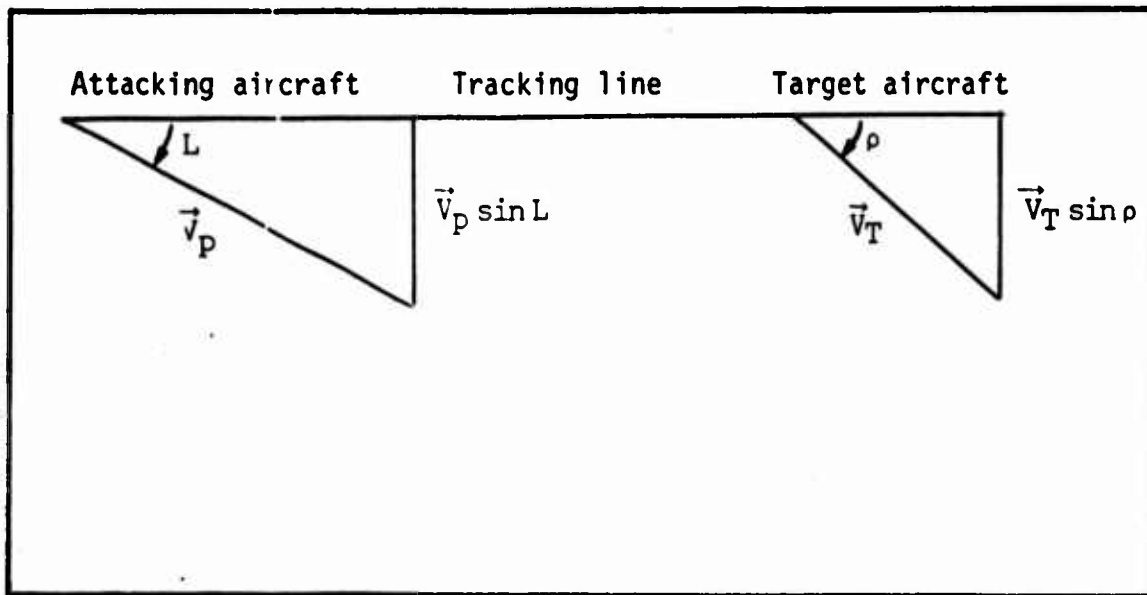 Attacking aircraft Tracking line Target aircraft
L ρ
V⃗p sin L V⃗T sin ρ
V⃗p V⃗T